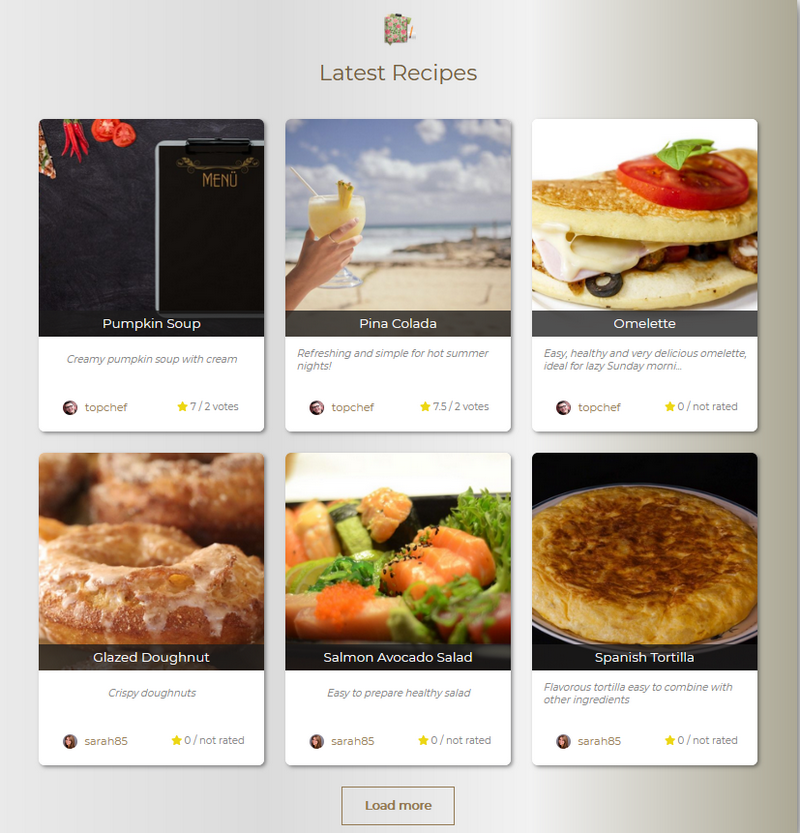 Latest Recipes
MENÜ
Pumpkin Soup
Creamy pumpkin soup with cream
topchef
7 / 2 votes
Pina Colada
Refreshing and simple for hot summer
nights!
topchef
7.5 / 2 votes
Omelette
Easy, healthy and very delicious omelette,
ideal for lazy Sunday morni...
topchef
0 / not rated
Glazed Doughnut
Crispy doughnuts
sarah85
0 / not rated
Salmon Avocado Salad
Easy to prepare healthy salad
sarah85
0 / not rated
Spanish Tortilla
Flavorous tortilla easy to combine with
other ingredients
sarah85
0 / not rated
Load more